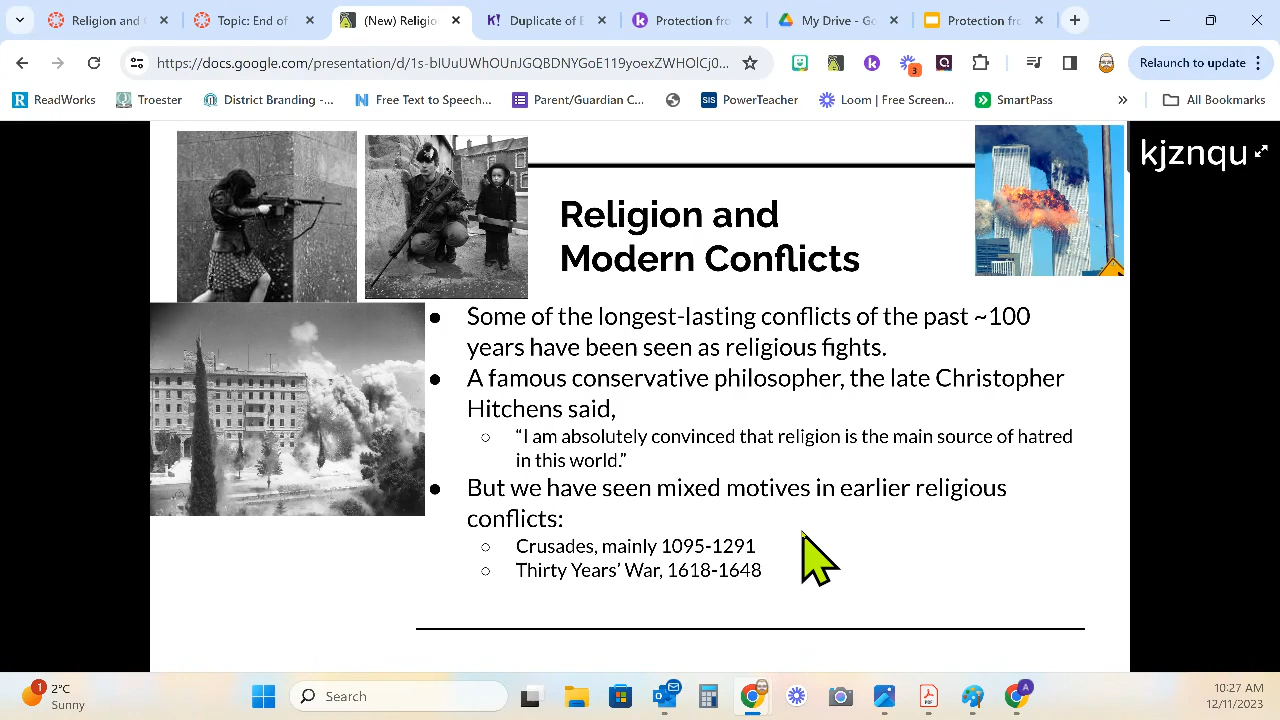 Religion and C
Topic: End of
(New) Religio
Duplicate of E
Protection fro
My Drive - Go
Protection fro
https://docs.google.com/presentation/d/1s-bIUuUWhOUnJGQBDNYGoE119yoexZWHOlCj0...
3
Relaunch to update
ReadWorks
Troester
District Branding -...
Free Text to Speech...
Parent/Guardian C...
SIS
PowerTeacher
Loom | Free Screen...
SmartPass
All Bookmarks
kjznqu
Religion and
Modern Conflicts
● Some of the longest-lasting conflicts of the past ~100
years have been seen as religious fights.
● A famous conservative philosopher, the late Christopher
Hitchens said,
○ “I am absolutely convinced that religion is the main source of hatred
in this world.”
● But we have seen mixed motives in earlier religious
conflicts:
○ Crusades, mainly 1095-1291
○ Thirty Years’ War, 1618-1648
1
2°C
Sunny
Search
A
10:27 AM
12/1/2023